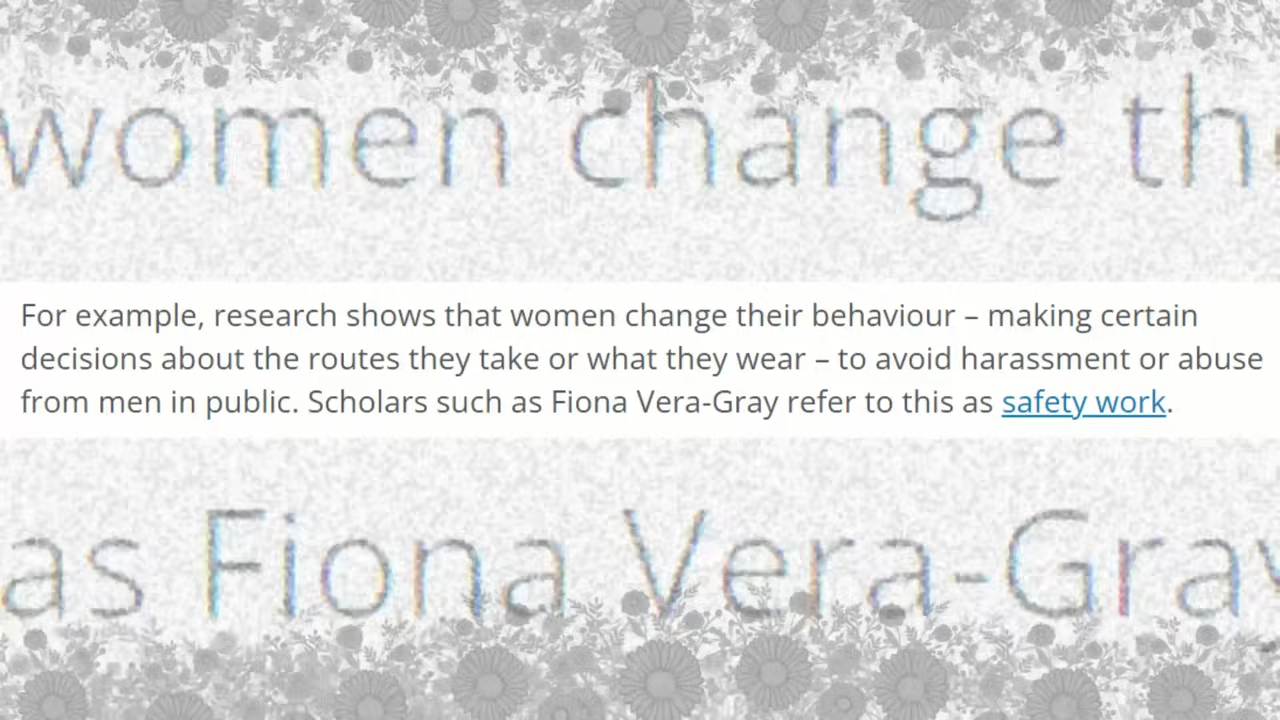 women change the
For example, research shows that women change their behaviour – making certain
decisions about the routes they take or what they wear – to avoid harassment or abuse
from men in public. Scholars such as Fiona Vera-Gray refer to this as safety work.
as Fiona Vera-Gray